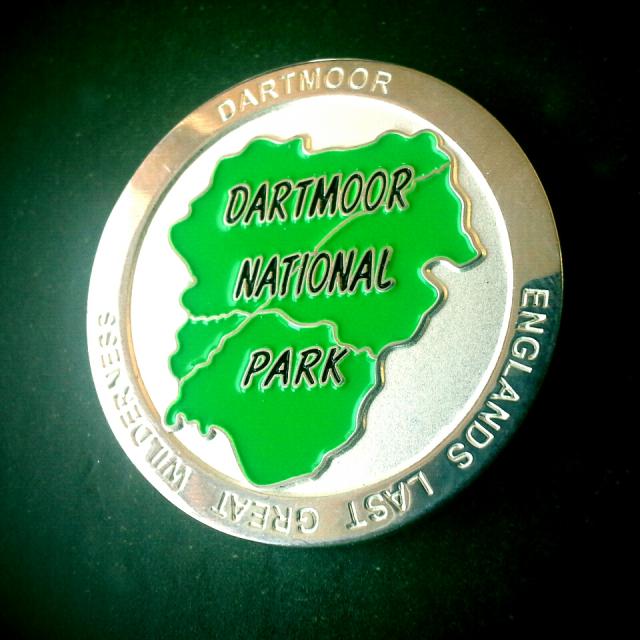 DARTMOOR
DARTMOOR
NATIONAL
PARK
ENGLANDS LAST GREAT WILDERNESS